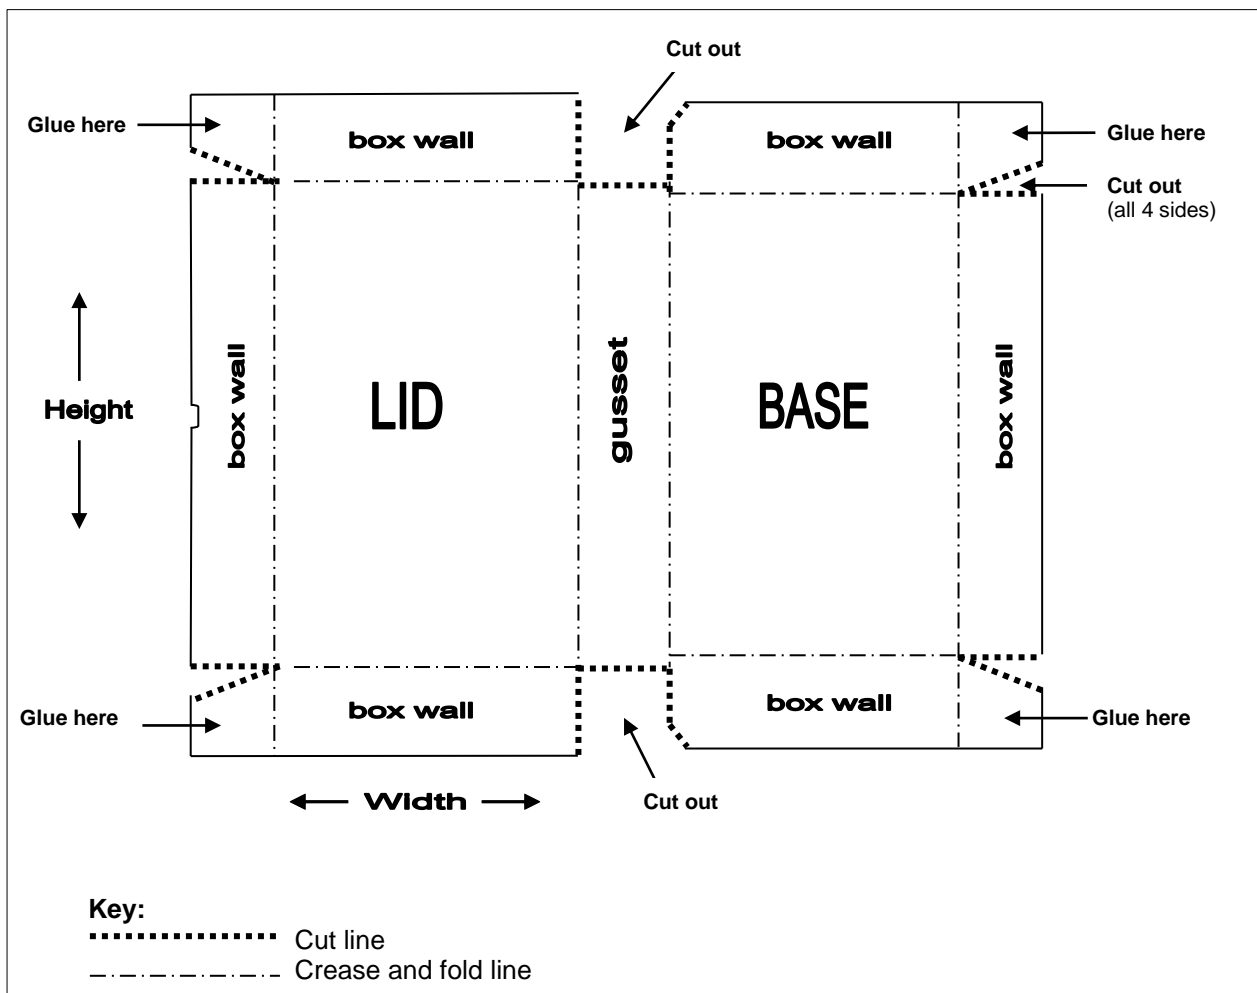 Cut out
Glue here
box wall
box wall
Glue here
Cut out
(all 4 sides)
Height
box wall
LID
gusset
BASE
box wall
Glue here
box wall
box wall
Glue here
Width
Cut out
Key:
Cut line
Crease and fold line